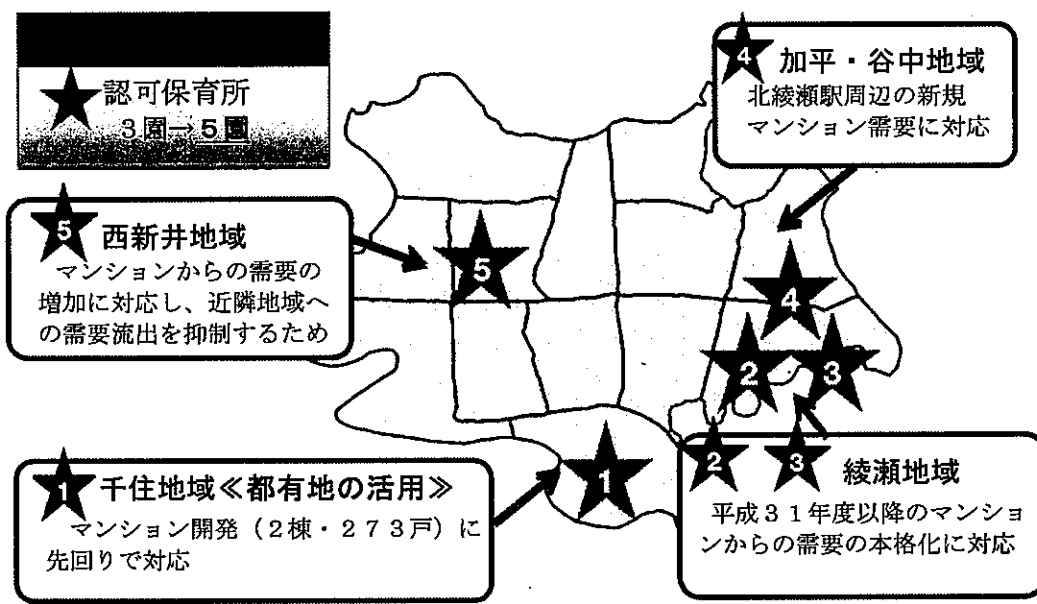 認可保育所
3園→5園
4 加平・谷中地域
北綾瀬駅周辺の新規
マンション需要に対応
5 西新井地域
マンションからの需要の
増加に対応し、近隣地域へ
の需要流出を抑制するため
5
4
2
3
1
1 千住地域≪都有地の活用≫
マンション開発（2棟・273戸）に
先回りで対応
2 3 綾瀬地域
平成31年度以降のマンショ
ンからの需要の本格化に対応